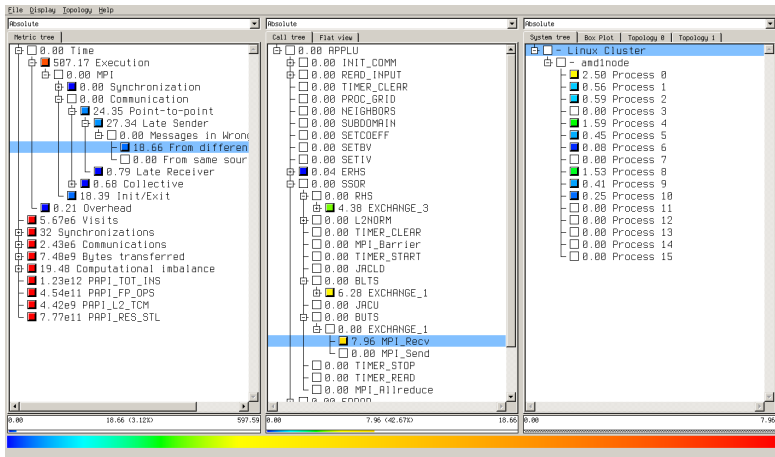 File Display Topology Help
Absolute
Absolute
Absolute
Metric tree
0.00 Time
507.17 Execution
0.00 MPI
0.00 Synchronization
0.00 Communication
24.35 Point-to-point
27.34 Late Sender
0.00 Messages in Wrong
18.66 From differen
0.00 From same sour
0.79 Late Receiver
0.68 Collective
18.39 Init/Exit
0.21 Overhead
5.67e6 Visits
32 Synchronizations
2.43e6 Communications
7.48e9 Bytes transferred
19.48 Computational imbalance
1.23e12 PAPI_TOT_INS
4.54e11 PAPI_FP_OPS
4.42e9 PAPI_L2_TCM
7.77e11 PAPI_RES_STL
0.00 18.66 (3.12%) 597.59
Call tree Flat view
0.00 APPLU
0.00 INIT_COMM
0.00 READ_INPUT
0.00 TIMER_CLEAR
0.00 PROC_GRID
0.00 NEIGHBORS
0.00 SUBDOMAIN
0.00 SETCOEFF
0.00 SETBV
0.00 SETIV
0.04 ERHS
0.00 SSOR
0.00 RHS
4.38 EXCHANGE_3
0.00 L2NORM
0.00 TIMER_CLEAR
0.00 MPI_Barrier
0.00 TIMER_START
0.00 JACLD
0.00 BLTS
6.28 EXCHANGE_1
0.00 JACU
0.00 BUTS
0.00 EXCHANGE_1
7.96 MPI_Recv
0.00 MPI_Send
0.00 TIMER_STOP
0.00 TIMER_READ
0.00 MPI_Allreduce
0.00 ERROR
0.00 7.96 (42.67%) 18.66
System tree Box Plot Topology 0 Topology 1
- Linux Cluster
- amd1node
2.50 Process 0
0.56 Process 1
0.59 Process 2
0.00 Process 3
1.59 Process 4
0.45 Process 5
0.08 Process 6
0.00 Process 7
1.53 Process 8
0.41 Process 9
0.25 Process 10
0.00 Process 11
0.00 Process 12
0.00 Process 13
0.00 Process 14
0.00 Process 15
0.00 7.96